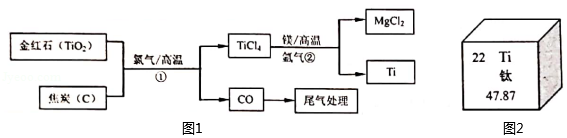 金红石（TiO₂）
焦炭（C）
氯气/高温
①
TiCl₄
CO
镁/高温
氩气②
MgCl₂
Ti
尾气处理
图1
22 Ti
钛
47.87
图2